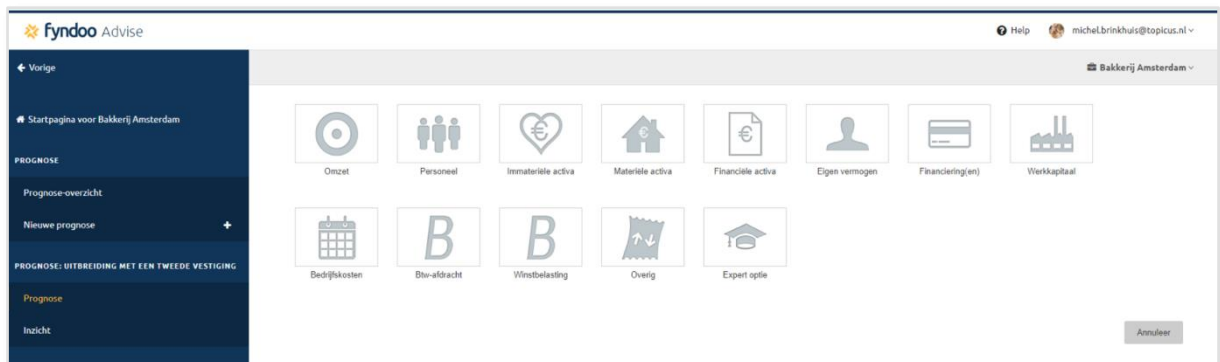 fyndoo Advise
Help
michel.brinkhuis@topicus.nl
Vorige
Bakkerij Amsterdam
Startpagina voor Bakkerij Amsterdam
PROGNOSE
Prognose-overzicht
Nieuwe prognose +
PROGNOSE: UITBREIDING MET EEN TWEEDE VESTIGING
Prognose
Inzicht
€ € €
Omzet Personeel Immateriële activa Materiële activa Financiële activa Eigen vermogen Financiering(en) Werkkapitaal
B B
Bedrijfskosten Btw-afdracht Winstbelasting Overig Expert optie
Annuleer